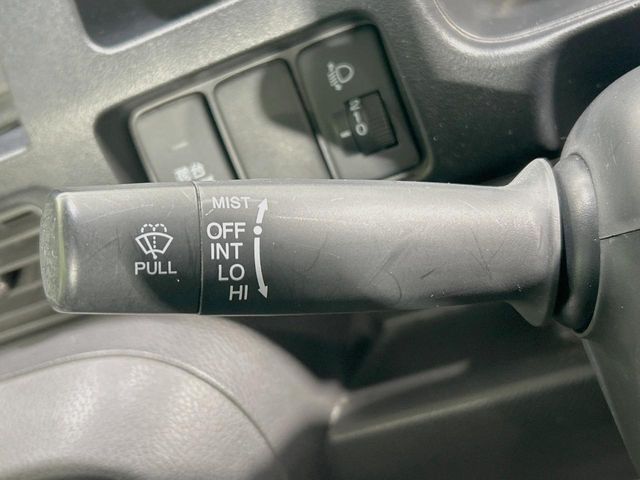 MIST
OFF
INT
LO
HI
PULL
2 1 0